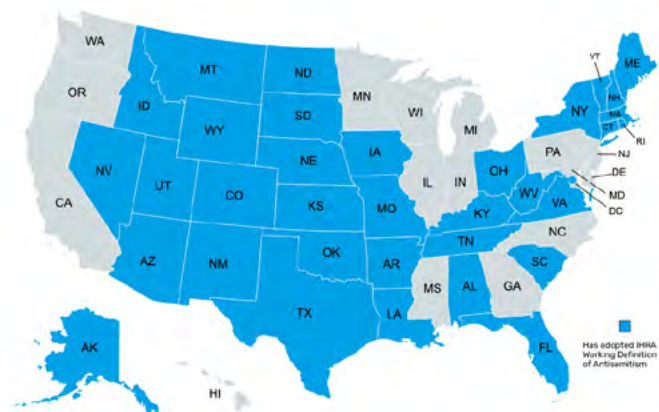 WA
MT
ND
MN
VT
ME
OR
ID
SD
WI
MI
NY
NH
MA
CT
RI
WY
NE
IA
PA
NJ
NV
UT
CO
IL
IN
OH
WV
VA
DE
MD
DC
CA
KS
MO
KY
NC
AZ
NM
OK
AR
TN
SC
TX
LA
MS
AL
GA
FL
AK
HI
Has adopted IHRA
Working Definition
of Antisemitism